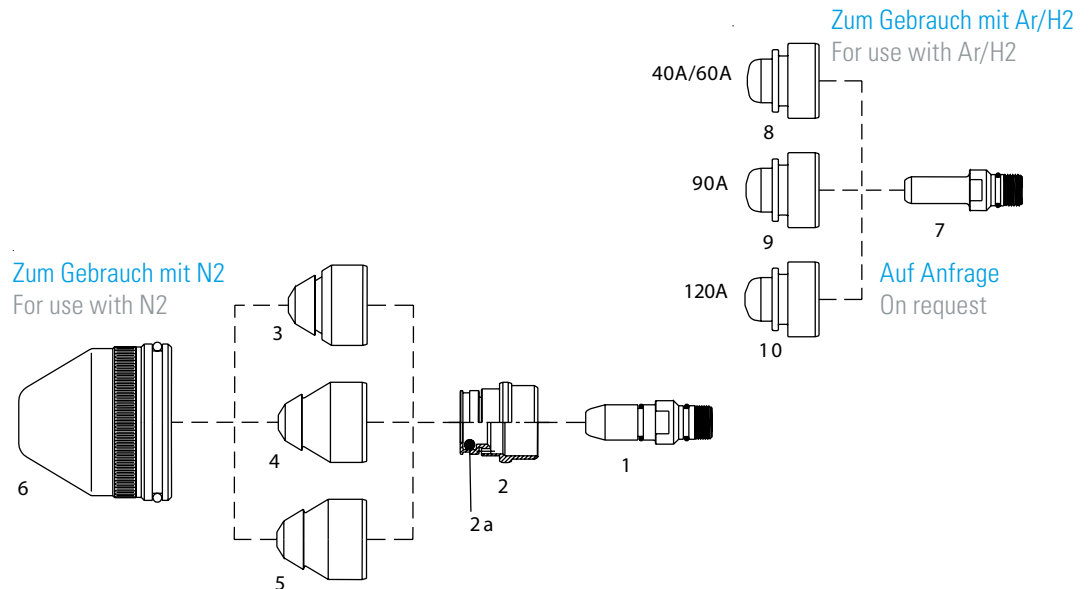 Zum Gebrauch mit Ar/H2
For use with Ar/H2
40A/60A
8
90A
9
7
120A
10
Auf Anfrage
On request
Zum Gebrauch mit N2
For use with N2
3
4
5
6
2
2a
1